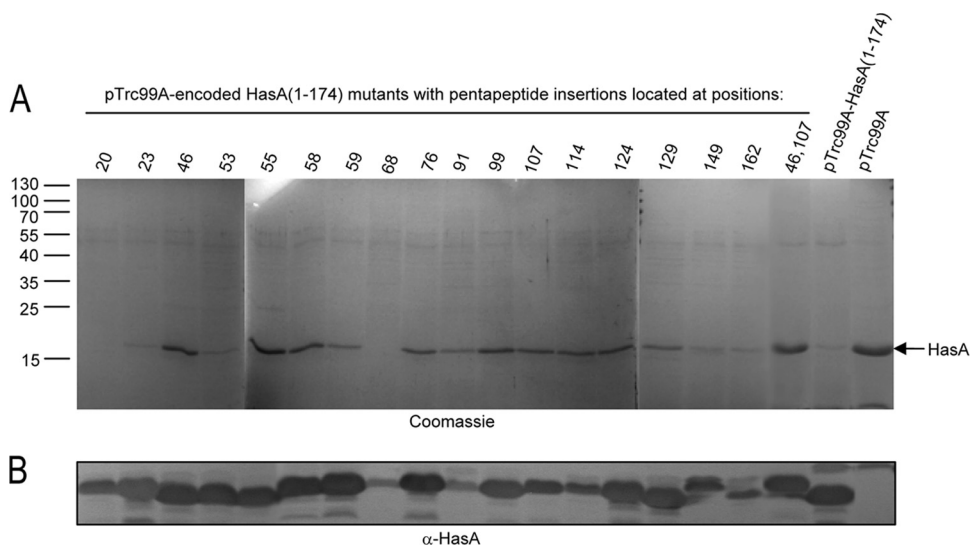 A
pTrc99A-encoded HasA(1-174) mutants with pentapeptide insertions located at positions:
20 23 46 53 55 58 59 68 76 91 99 107 114 124 129 149 162 46,107 pTrc99A-HasA(1-174) pTrc99A
130
100
70
55
40
35
25
15
HasA
Coomassie
B
α-HasA